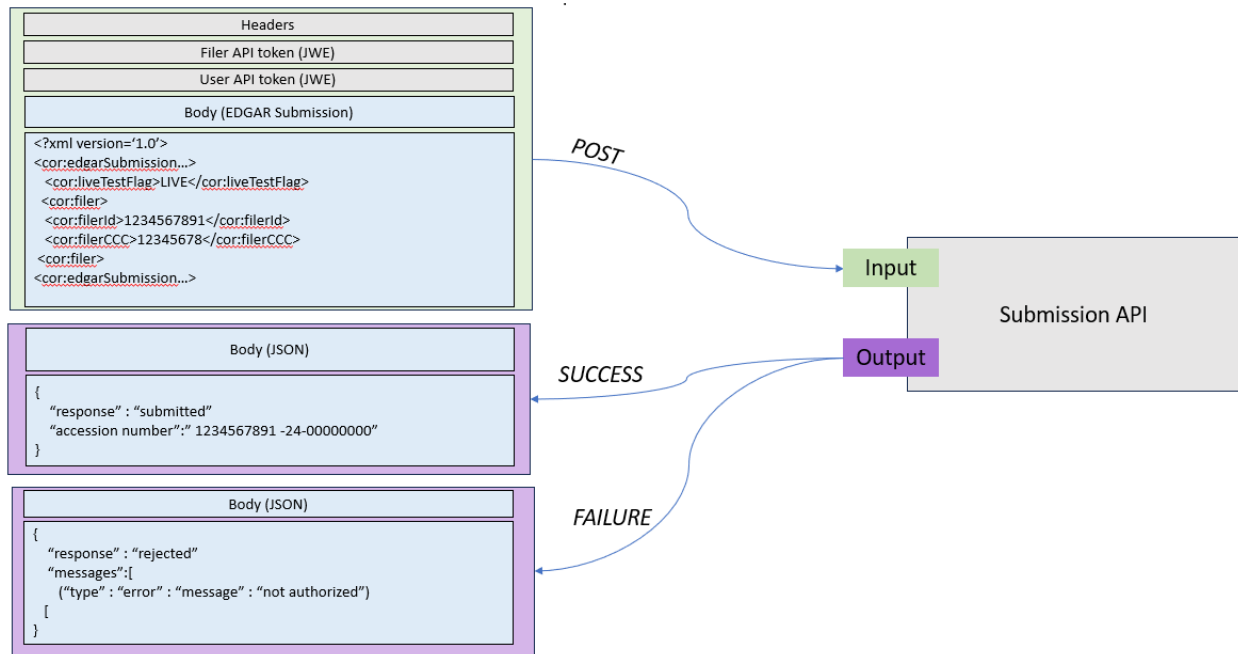 Headers
Filer API token (JWE)
User API token (JWE)
Body (EDGAR Submission)
<?xml version=‘1.0’>
<cor:edgarSubmission...>
<cor:liveTestFlag>LIVE</cor:liveTestFlag>
<cor:filer>
<cor:filerId>1234567891</cor:filerId>
<cor:filerCCC>12345678</cor:filerCCC>
<cor:filer>
<cor:edgarSubmission...>
POST
Input
Submission API
Output
SUCCESS
Body (JSON)
{
“response” : “submitted”
“accession number”:” 1234567891 -24-00000000”
}
FAILURE
Body (JSON)
{
“response” : “rejected”
“messages”:[
(“type” : “error” : “message” : “not authorized”)
[
}